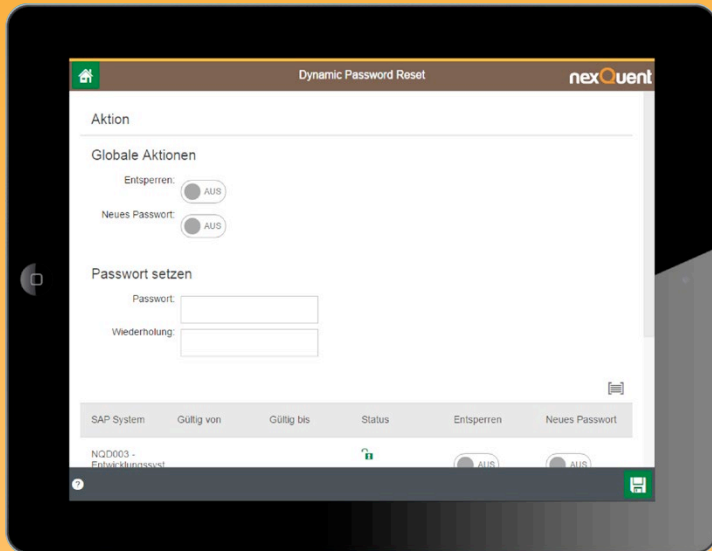 Dynamic Password Reset
nexQuent
Aktion
Globale Aktionen
Entsperren:
AUS
Neues Passwort:
AUS
Passwort setzen
Passwort:
Wiederholung:
SAP System Gültig von Gültig bis Status Entsperren Neues Passwort
NQD003 -
Entwicklungssyst
AUS AUS
?